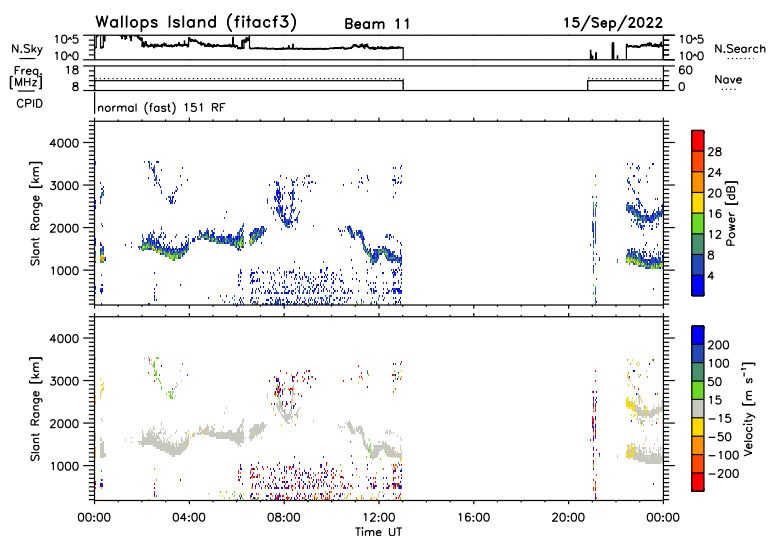 Wallops Island (fitacf3) Beam 11 15/Sep/2022
N.Sky 10^5 10^0 10^5 10^0 N.Search
Freq. [MHz] 18 8 60 0 Nave
CPID normal (fast) 151 RF
Slant Range [km]
4000
3000
2000
1000
28
24
20
16
12
8
4
Power [dB]
Slant Range [km]
4000
3000
2000
1000
200
100
50
15
-15
-50
-100
-200
Velocity [m s⁻¹]
00:00 04:00 08:00 12:00 16:00 20:00 00:00
Time UT